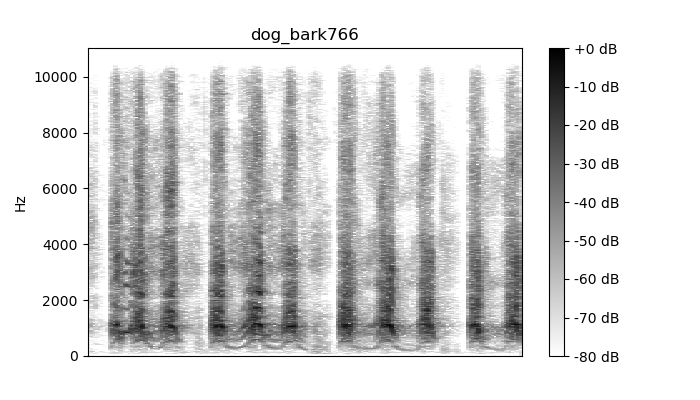 dog_bark766
Hz
10000
8000
6000
4000
2000
0
+0 dB
-10 dB
-20 dB
-30 dB
-40 dB
-50 dB
-60 dB
-70 dB
-80 dB